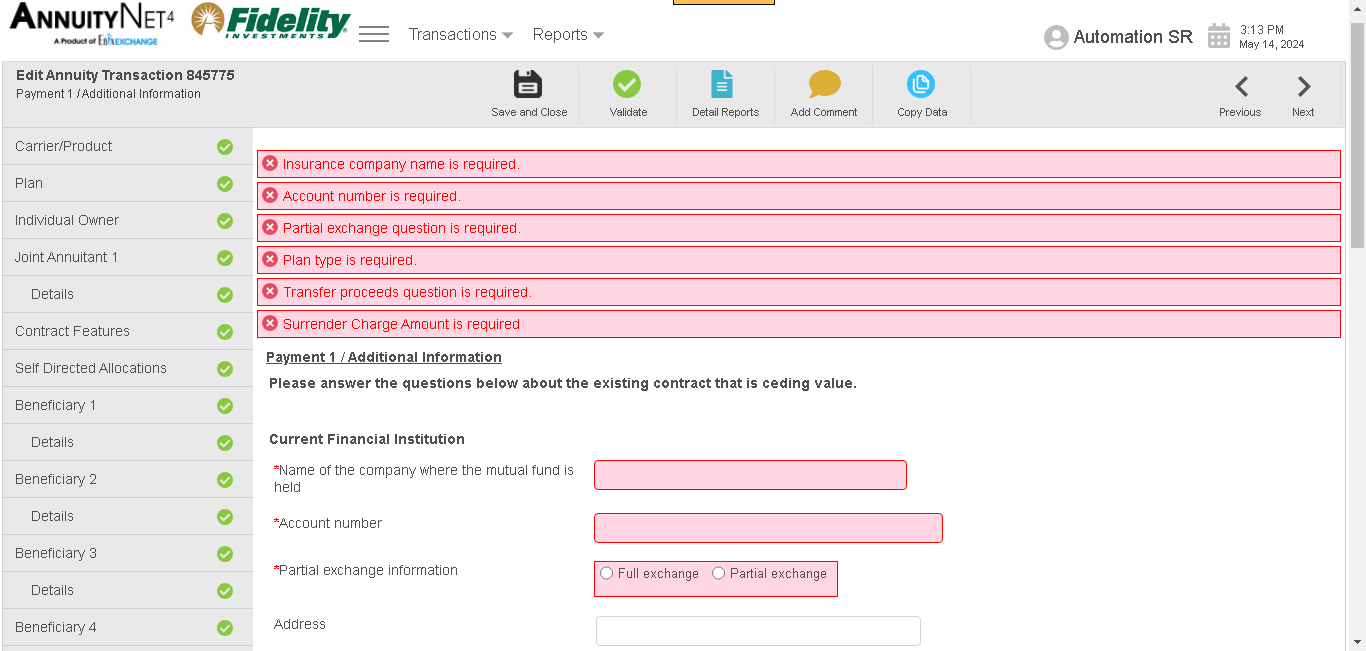 ANNUITYNET4
A Product of EBIXEXCHANGE
Fidelity
INVESTMENTS
Transactions
Reports
Automation SR
3:13 PM
May 14, 2024
Edit Annuity Transaction 845775
Payment 1 / Additional Information
Save and Close
Validate
Detail Reports
Add Comment
Copy Data
Previous
Next
Carrier/Product
Plan
Individual Owner
Joint Annuitant 1
Details
Contract Features
Self Directed Allocations
Beneficiary 1
Details
Beneficiary 2
Details
Beneficiary 3
Details
Beneficiary 4
Insurance company name is required.
Account number is required.
Partial exchange question is required.
Plan type is required.
Transfer proceeds question is required.
Surrender Charge Amount is required
Payment 1 / Additional Information
Please answer the questions below about the existing contract that is ceding value.
Current Financial Institution
*Name of the company where the mutual fund is
held
*Account number
*Partial exchange information
Full exchange
Partial exchange
Address